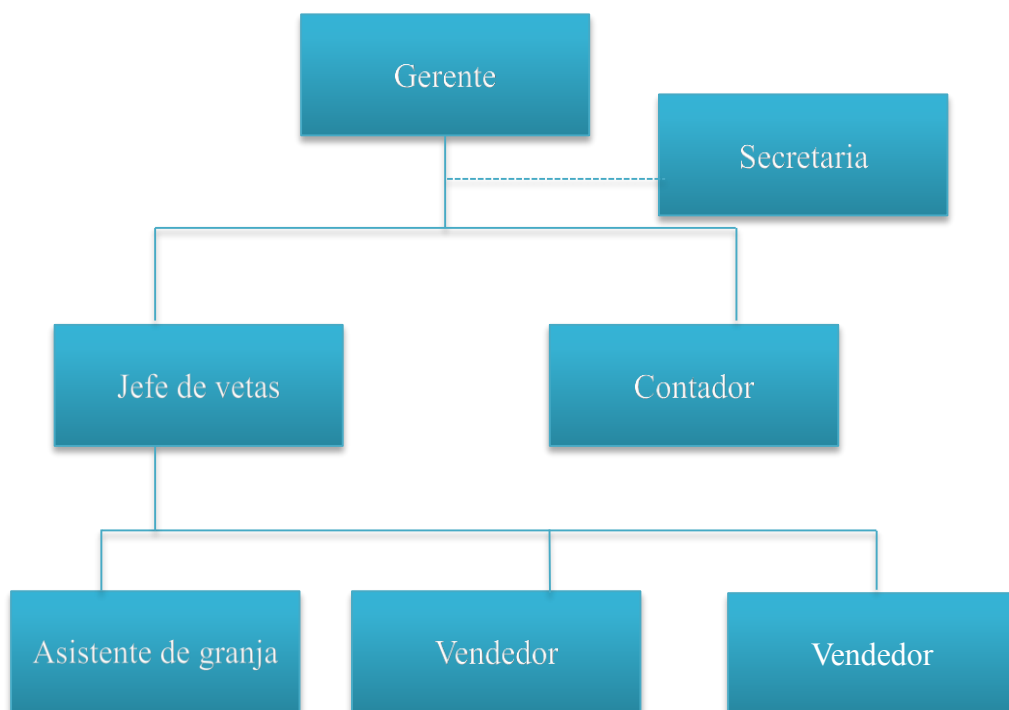 Gerente
Secretaria
Jefe de vetas
Contador
Asistente de granja
Vendedor
Vendedor